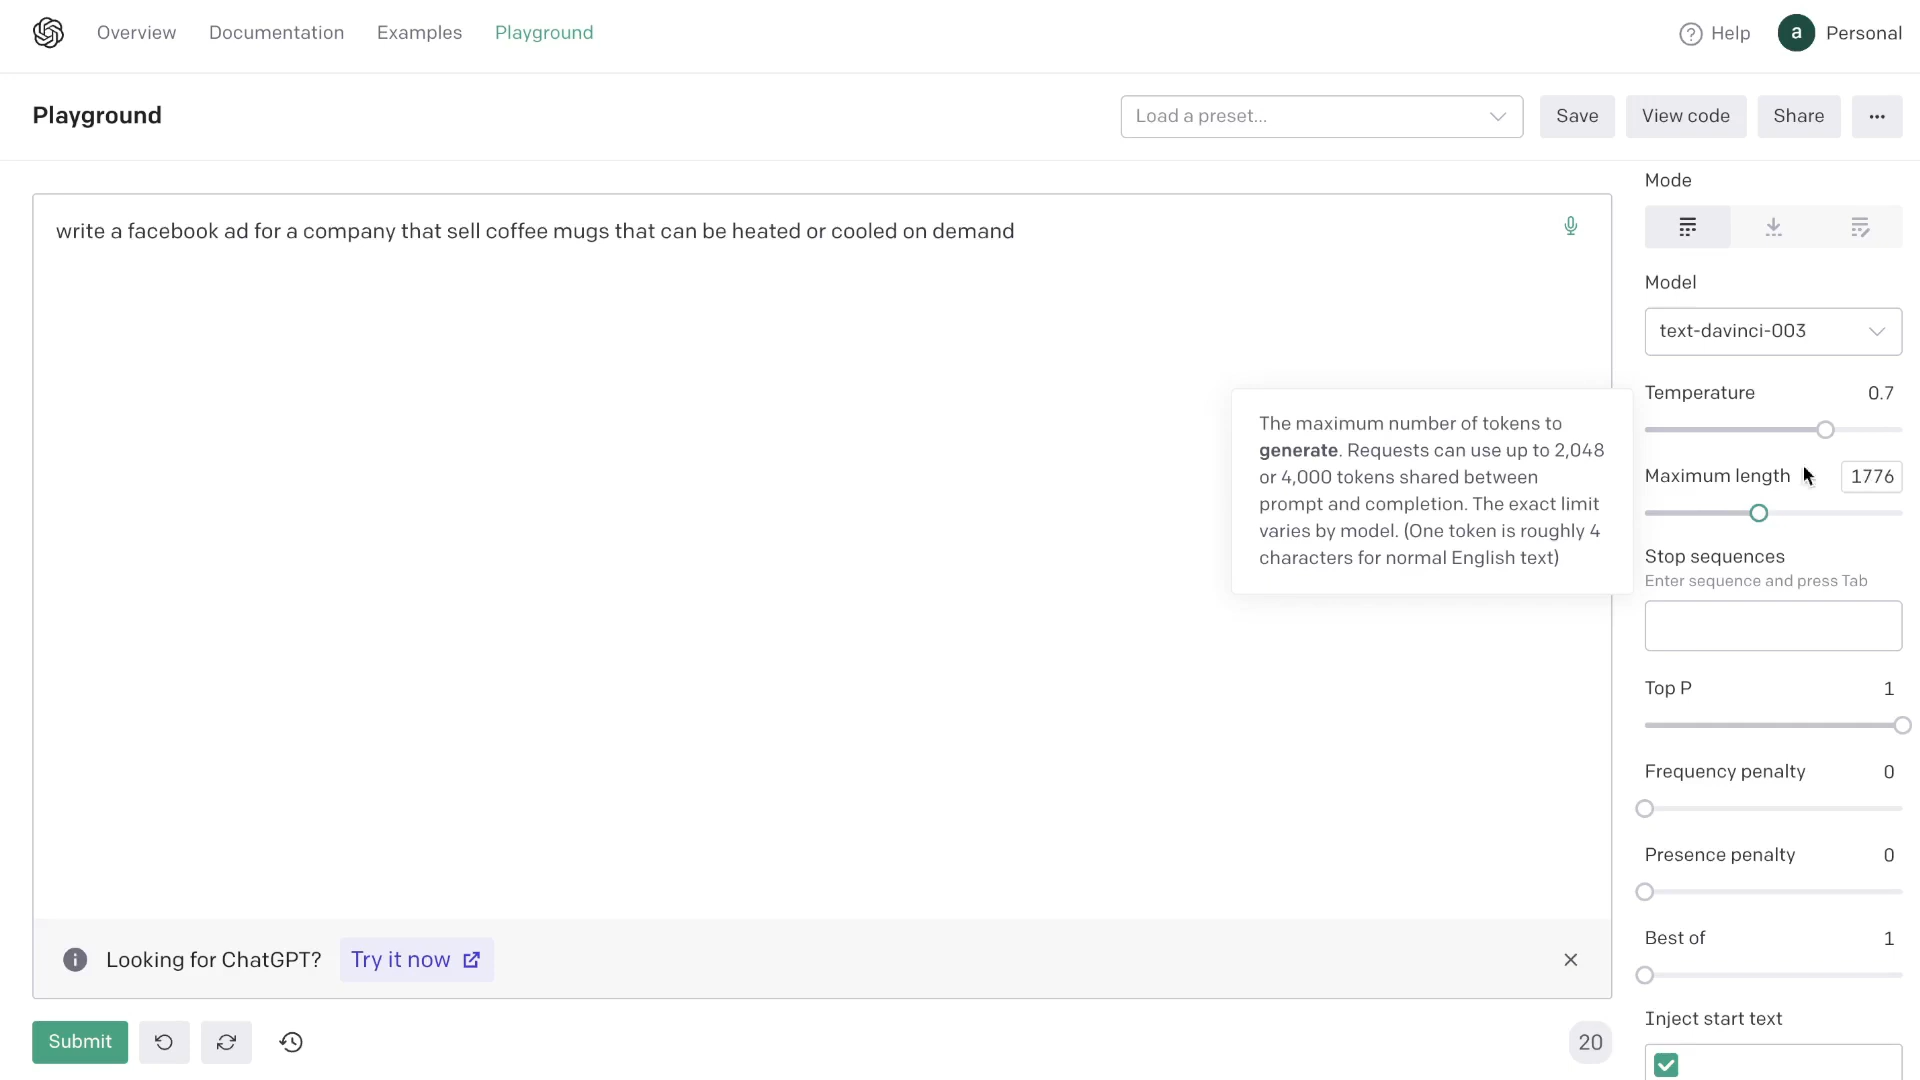 Overview Documentation Examples Playground Help a Personal
Playground
Load a preset... Save View code Share
write a facebook ad for a company that sell coffee mugs that can be heated or cooled on demand
Looking for ChatGPT? Try it now
Submit
20
The maximum number of tokens to
generate. Requests can use up to 2,048
or 4,000 tokens shared between
prompt and completion. The exact limit
varies by model. (One token is roughly 4
characters for normal English text)
Mode
Model
text-davinci-003
Temperature 0.7
Maximum length 1776
Stop sequences
Enter sequence and press Tab
Top P 1
Frequency penalty 0
Presence penalty 0
Best of 1
Inject start text